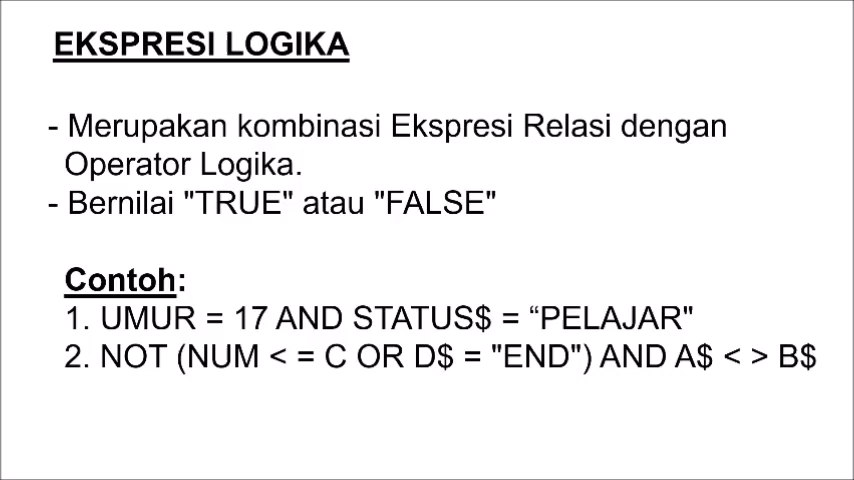 EKSPRESI LOGIKA
- Merupakan kombinasi Ekspresi Relasi dengan
Operator Logika.
- Bernilai "TRUE" atau "FALSE"
Contoh:
1. UMUR = 17 AND STATUS$ = “PELAJAR"
2. NOT (NUM < = C OR D$ = "END") AND A$ < > B$